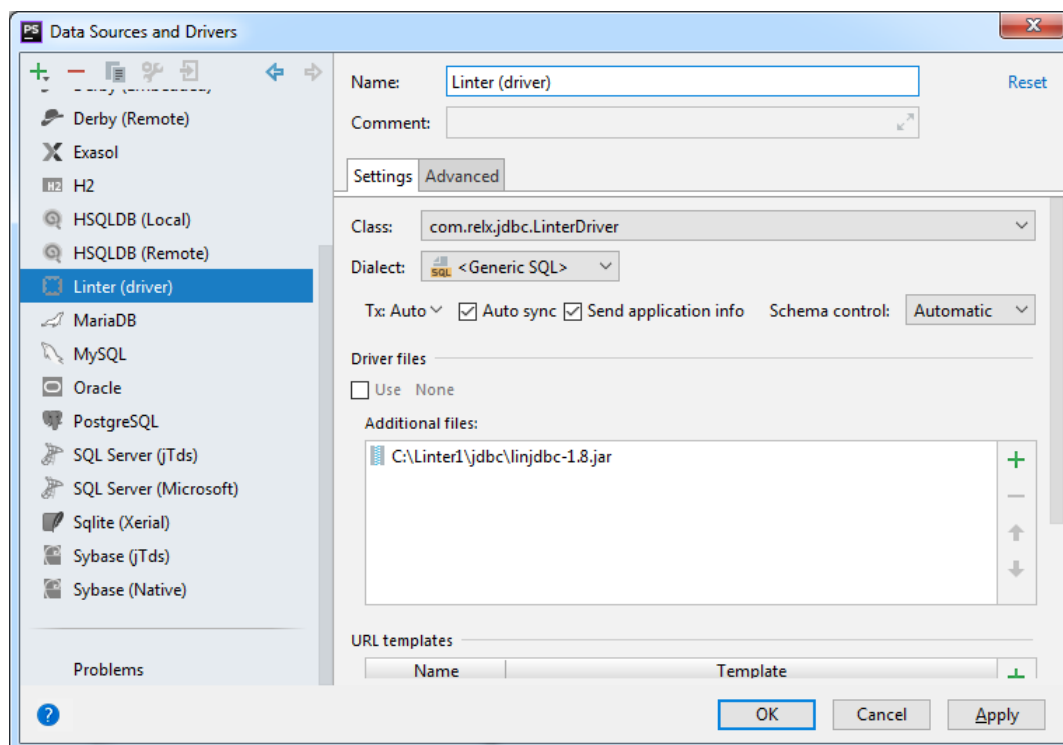 PS Data Sources and Drivers
Derby (Embedded)
Derby (Remote)
Exasol
H2 H2
HSQLDB (Local)
HSQLDB (Remote)
Linter (driver)
MariaDB
MySQL
Oracle
PostgreSQL
SQL Server (jTds)
SQL Server (Microsoft)
Sqlite (Xerial)
Sybase (jTds)
Sybase (Native)
Problems
Name: Linter (driver) Reset
Comment:
Settings Advanced
Class: com.relx.jdbc.LinterDriver
Dialect: SQL <Generic SQL>
Tx: Auto Auto sync Send application info Schema control: Automatic
Driver files
Use None
Additional files:
C:\Linter1\jdbc\linjdbc-1.8.jar
URL templates
Name Template
? OK Cancel Apply